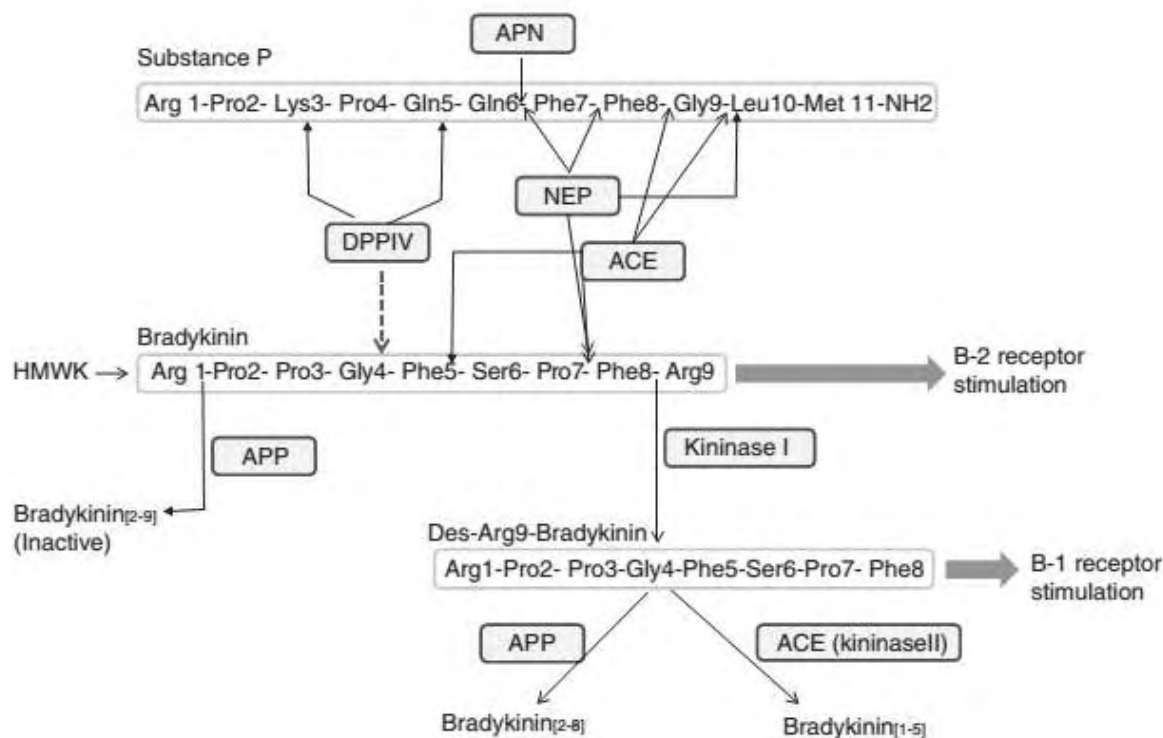 APN
Substance P
Arg 1-Pro2- Lys3- Pro4- Gln5- Gln6- Phe7- Phe8- Gly9-Leu10-Met 11-NH2
NEP
DPPIV
ACE
Bradykinin
HMWK
Arg 1-Pro2- Pro3- Gly4- Phe5- Ser6- Pro7- Phe8- Arg9
B-2 receptor
stimulation
APP
Kininase I
Bradykinin[2-9]
(Inactive)
Des-Arg9-Bradykinin
Arg1-Pro2- Pro3-Gly4-Phe5-Ser6-Pro7- Phe8
B-1 receptor
stimulation
APP
ACE (kininaseII)
Bradykinin[2-8]
Bradykinin[1-5]